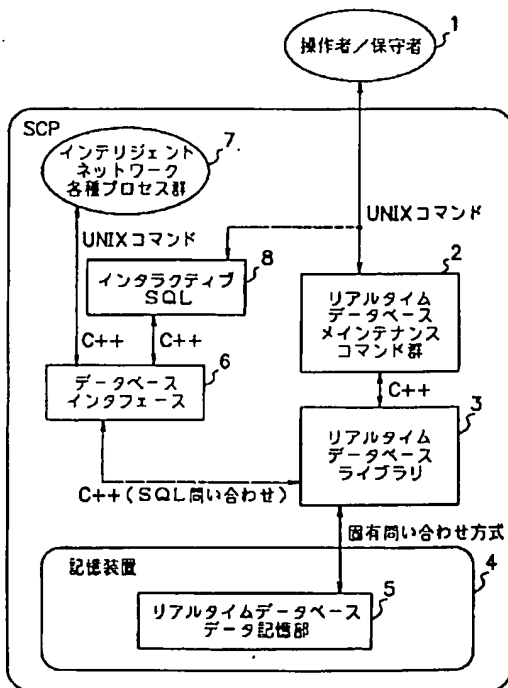 1
操作者/保守者
SCP
7
インテリジェント
ネットワーク
各種プロセス群
UNIXコマンド
UNIXコマンド
8
インタラクティブ
SQL
2
リアルタイム
データベース
メインテナンス
コマンド群
C++
C++
6
データベース
インタフェース
C++
3
リアルタイム
データベース
ライブラリ
C++(SQL問い合わせ)
固有問い合わせ方式
記憶装置
4
5
リアルタイムデータベース
データ記憶部